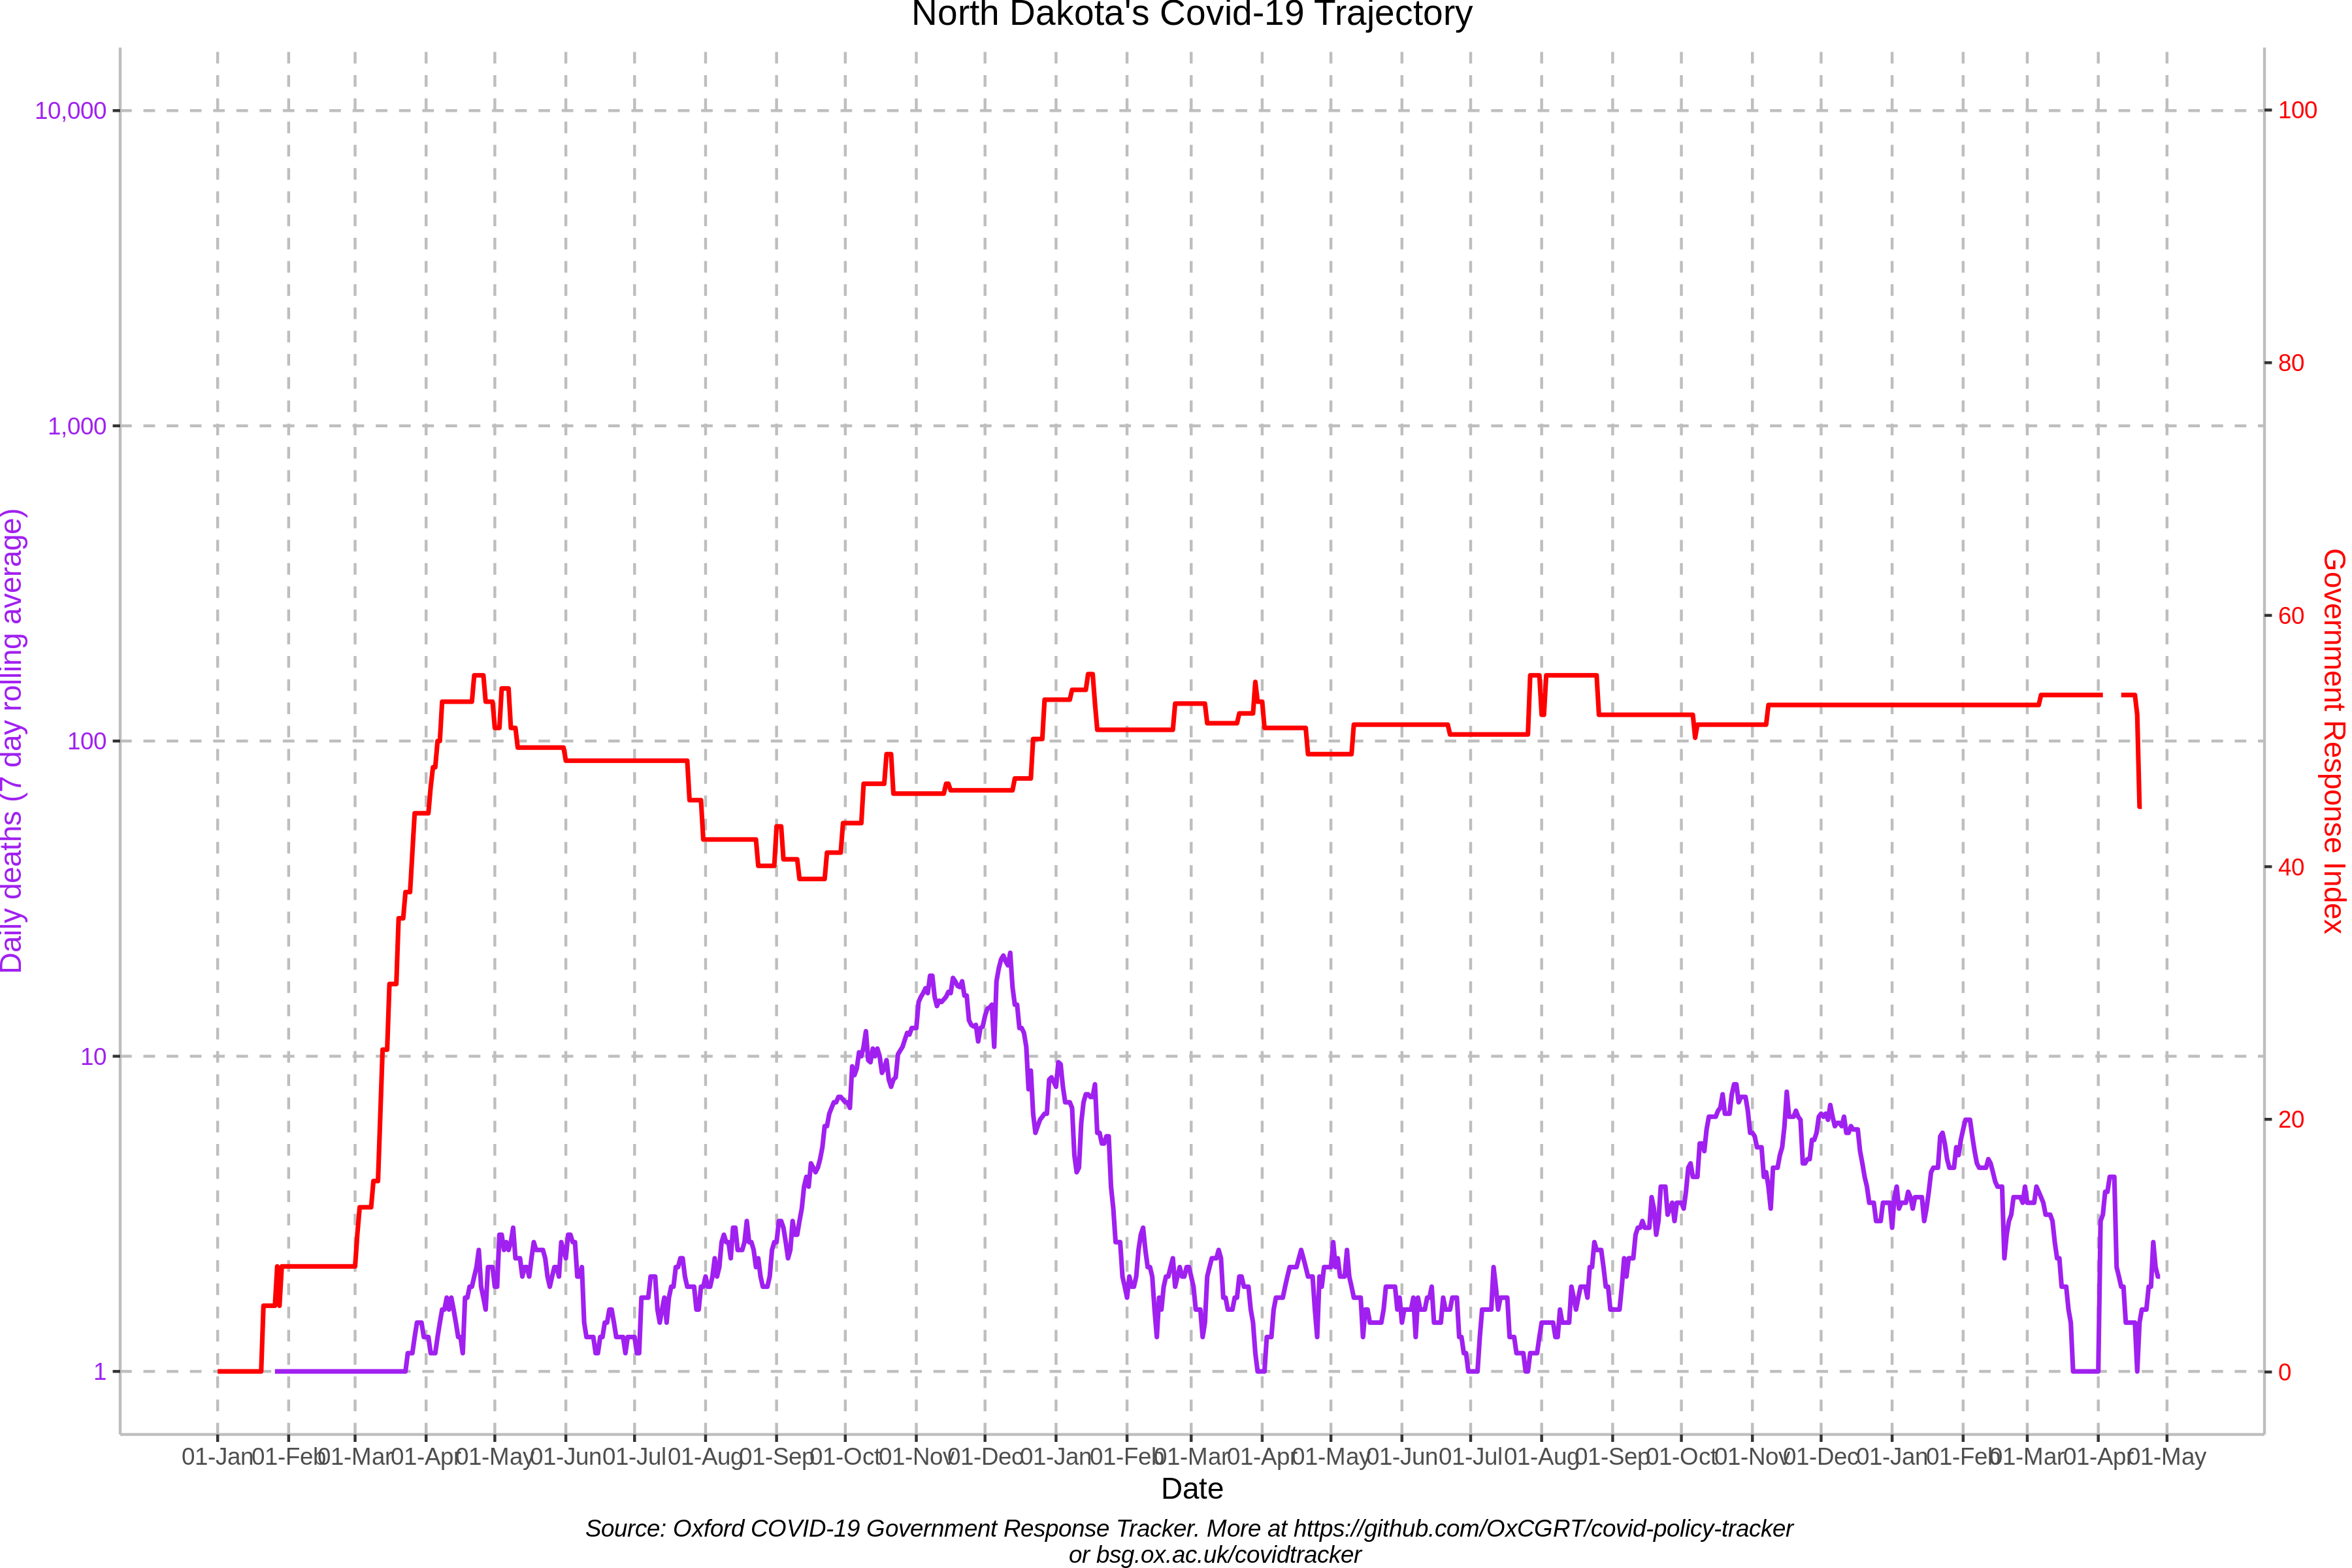 North Dakota's Covid-19 Trajectory
10,000
1,000
100
10
1
Daily deaths (7 day rolling average)
100
80
60
40
20
0
Government Response Index
01-Jan 01-Feb 01-Mar 01-Apr 01-May 01-Jun 01-Jul 01-Aug 01-Sep 01-Oct 01-Nov 01-Dec 01-Jan 01-Feb 01-Mar 01-Apr 01-May 01-Jun 01-Jul 01-Aug 01-Sep 01-Oct 01-Nov 01-Dec 01-Jan 01-Feb 01-Mar 01-Apr 01-May
Date
Source: Oxford COVID-19 Government Response Tracker. More at https://github.com/OxCGRT/covid-policy-tracker
or bsg.ox.ac.uk/covidtracker